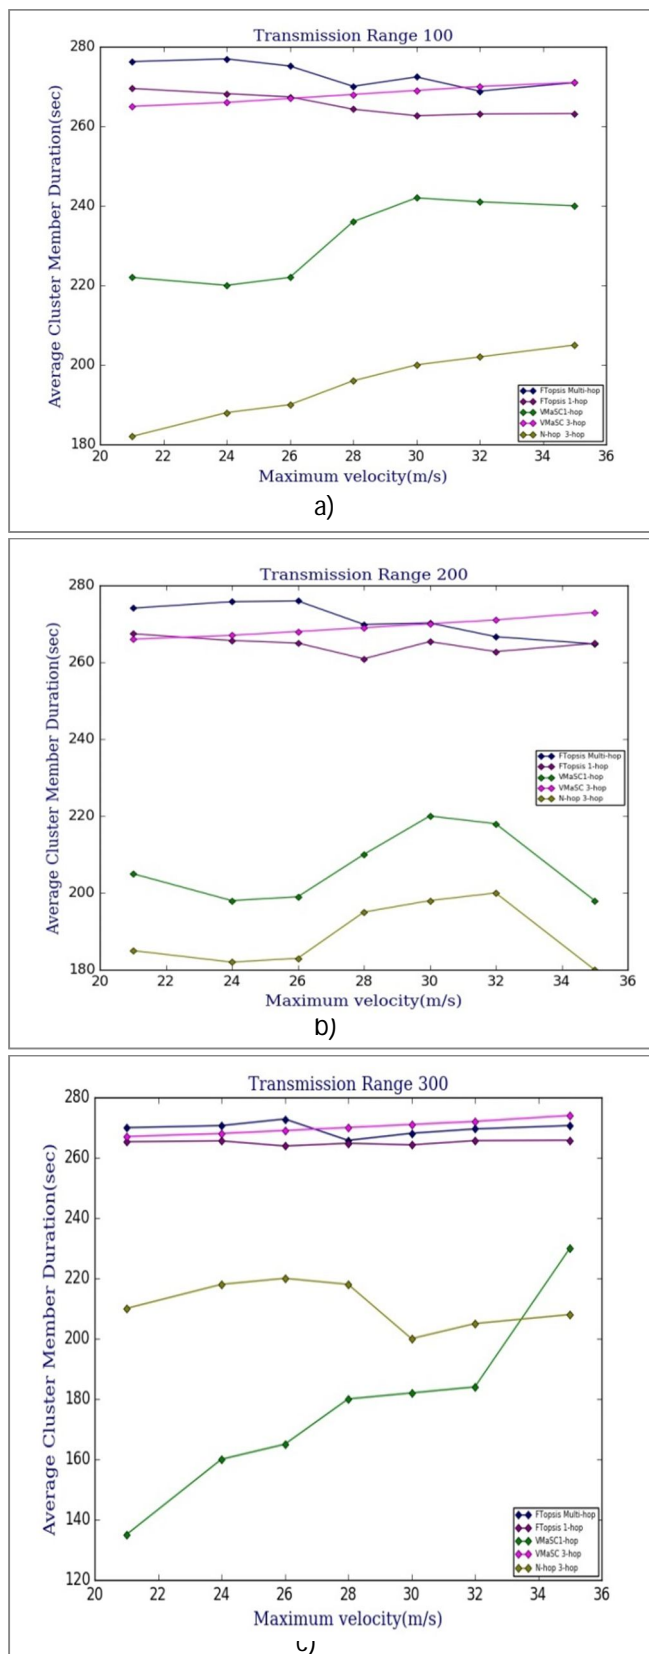 Transmission Range 100
Average Cluster Member Duration(sec)
280
260
240
220
200
180
20 22 24 26 28 30 32 34 36
FTopsis Multi-hop
FTopsis 1-hop
VMaSC1-hop
VMaSC 3-hop
N-hop 3-hop
Maximum velocity(m/s)
a)
Transmission Range 200
Average Cluster Member Duration(sec)
280
260
240
220
200
180
20 22 24 26 28 30 32 34 36
FTopsis Multi-hop
FTopsis 1-hop
VMaSC1-hop
VMaSC 3-hop
N-hop 3-hop
Maximum velocity(m/s)
b)
Transmission Range 300
Average Cluster Member Duration(sec)
280
260
240
220
200
180
160
140
120
20 22 24 26 28 30 32 34 36
FTopsis Multi-hop
FTopsis 1-hop
VMaSC1-hop
VMaSC 3-hop
N-hop 3-hop
Maximum velocity(m/s)
c)